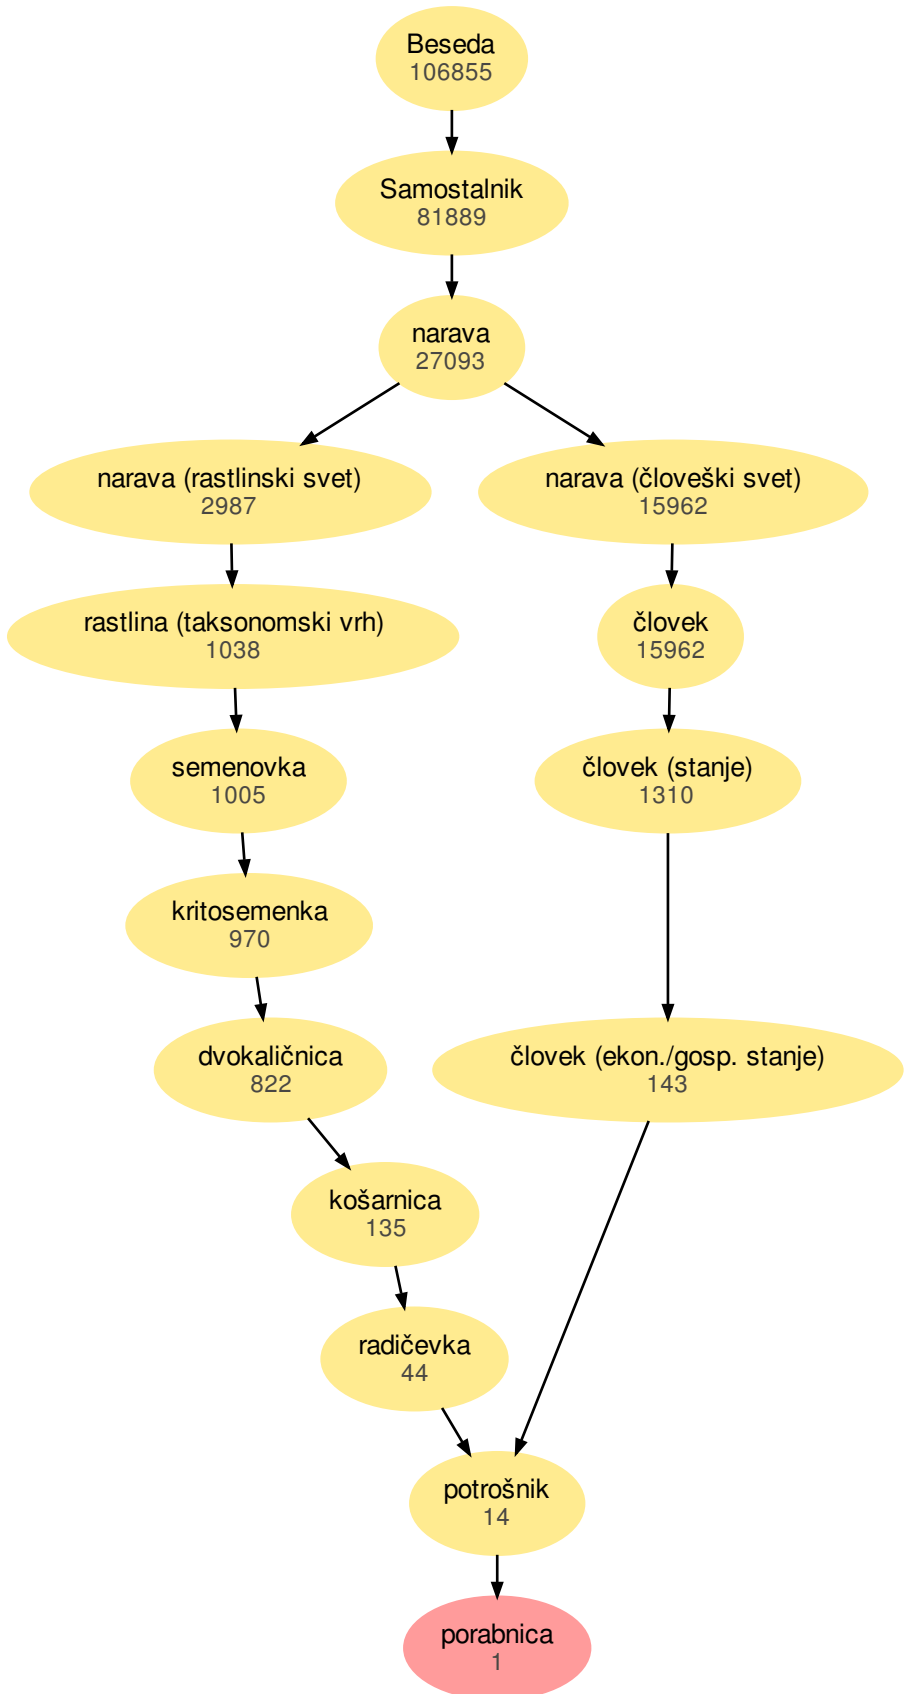 Beseda
106855
Samostalnik
81889
narava
27093
narava (rastlinski svet)
2987
narava (človeški svet)
15962
rastlina (taksonomski vrh)
1038
človek
15962
semenovka
1005
človek (stanje)
1310
kritosemenka
970
dvokaličnica
822
človek (ekon./gosp. stanje)
143
košarnica
135
radičevka
44
potrošnik
14
porabnica
1